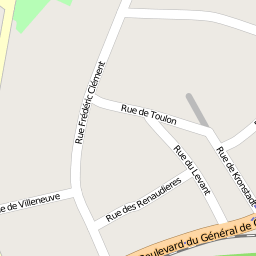 Rue Frédéric Clément
Rue de Toulon
Rue du Levant
Rue de Kronstadt
Rue des Renaudieres
e de Villeneuve
Boulevard du Général de